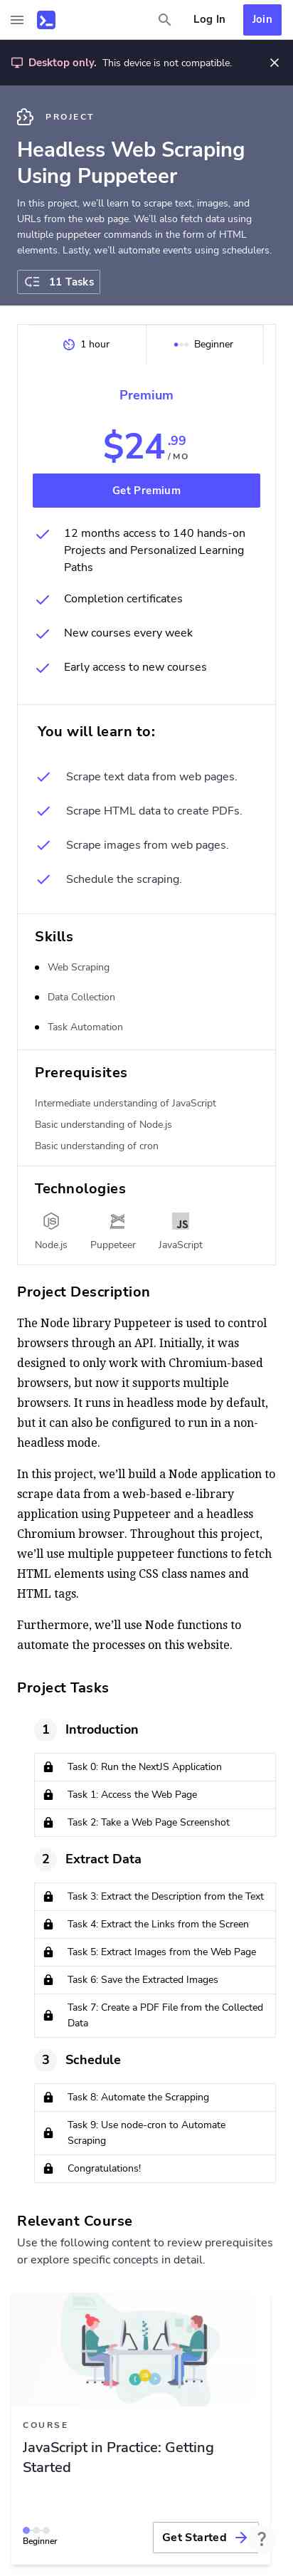 Log In
Join
Desktop only. This device is not compatible.
PROJECT
Headless Web Scraping
Using Puppeteer
In this project, we'll learn to scrape text, images, and
URLs from the web page. We'll also fetch data using
multiple puppeteer commands in the form of HTML
elements. Lastly, we'll automate events using schedulers.
11 Tasks
1 hour
Beginner
Premium
$24.99
/ MO
Get Premium
12 months access to 140 hands-on
Projects and Personalized Learning
Paths
Completion certificates
New courses every week
Early access to new courses
You will learn to:
Scrape text data from web pages.
Scrape HTML data to create PDFs.
Scrape images from web pages.
Schedule the scraping.
Skills
Web Scraping
Data Collection
Task Automation
Prerequisites
Intermediate understanding of JavaScript
Basic understanding of Node.js
Basic understanding of cron
Technologies
JS
Node.js
Puppeteer
JavaScript
Project Description
The Node library Puppeteer is used to control
browsers through an API. Initially, it was
designed to only work with Chromium-based
browsers, but now it supports multiple
browsers. It runs in headless mode by default,
but it can also be configured to run in a non-
headless mode.
In this project, we'll build a Node application to
scrape data from a web-based e-library
application using Puppeteer and a headless
Chromium browser. Throughout this project,
we'll use multiple puppeteer functions to fetch
HTML elements using CSS class names and
HTML tags.
Furthermore, we'll use Node functions to
automate the processes on this website.
Project Tasks
1 Introduction
Task 0: Run the NextJS Application
Task 1: Access the Web Page
Task 2: Take a Web Page Screenshot
2 Extract Data
Task 3: Extract the Description from the Text
Task 4: Extract the Links from the Screen
Task 5: Extract Images from the Web Page
Task 6: Save the Extracted Images
Task 7: Create a PDF File from the Collected
Data
3 Schedule
Task 8: Automate the Scrapping
Task 9: Use node-cron to Automate
Scraping
Congratulations!
Relevant Course
Use the following content to review prerequisites
or explore specific concepts in detail.
COURSE
JavaScript in Practice: Getting
Started
Beginner
Get Started
?